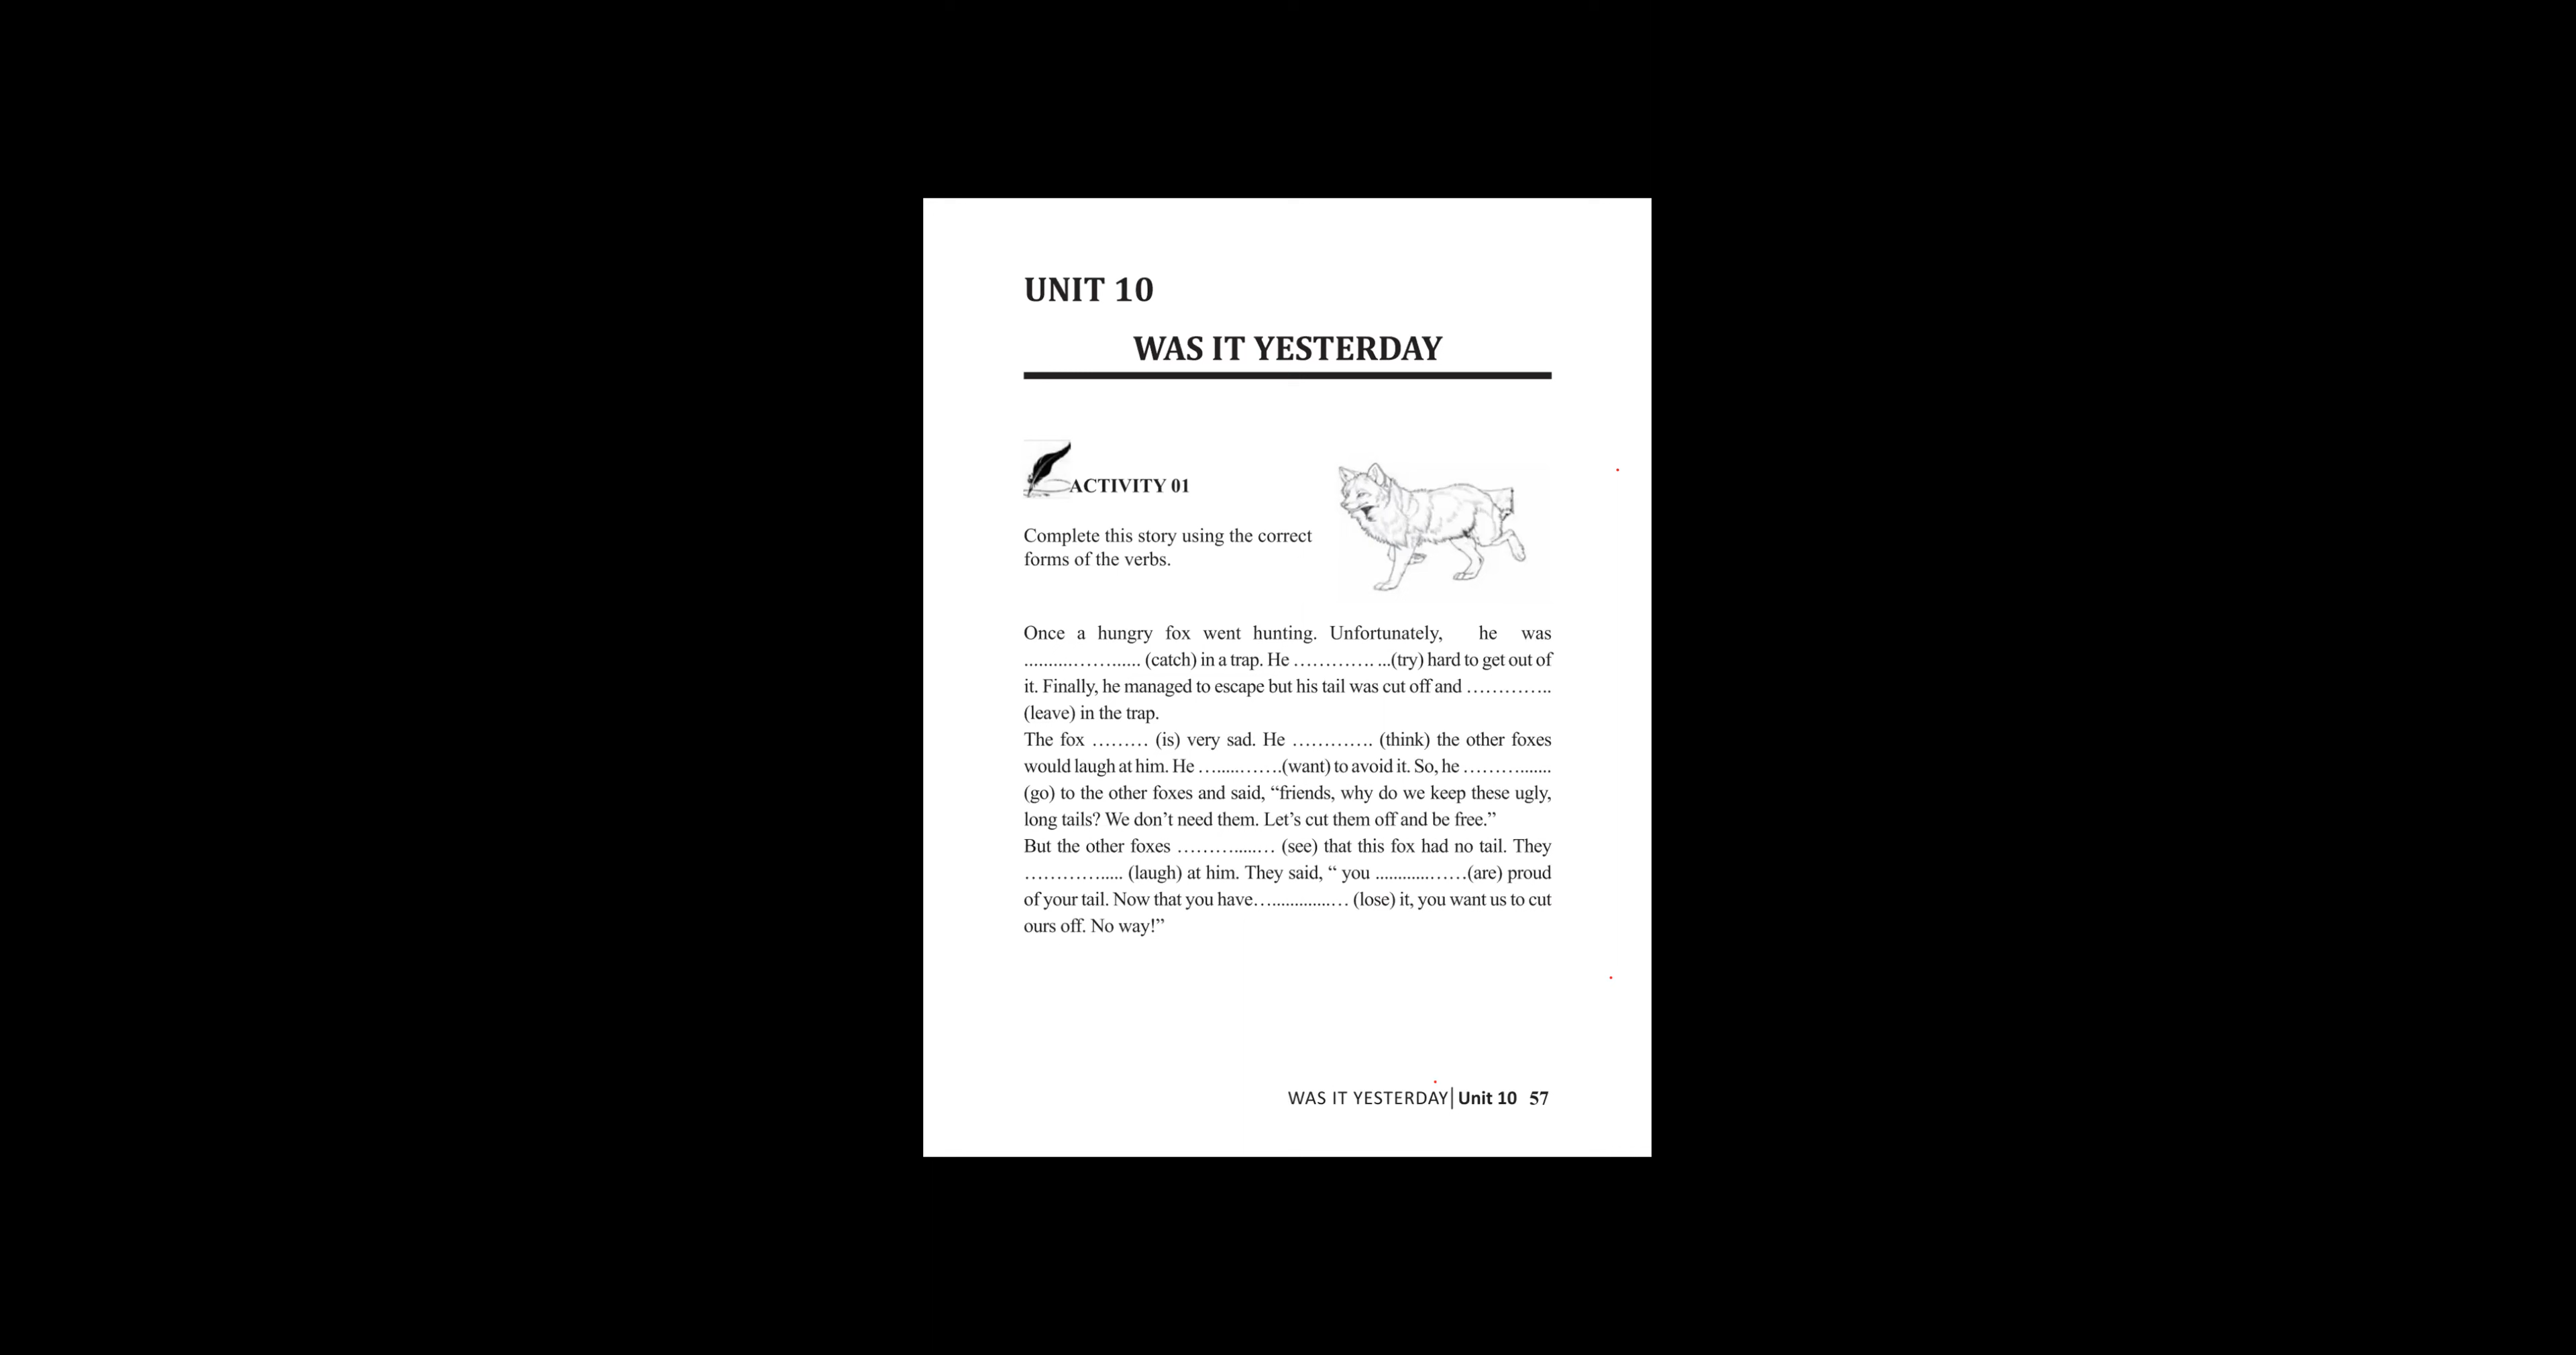 UNIT 10
WAS IT YESTERDAY
ACTIVITY 01
Complete this story using the correct
forms of the verbs.
Once a hungry fox went hunting. Unfortunately, he was
..........………...... (catch) in a trap. He …………. ...(try) hard to get out of
it. Finally, he managed to escape but his tail was cut off and …………..
(leave) in the trap.
The fox ……… (is) very sad. He …………. (think) the other foxes
would laugh at him. He ….....…….(want) to avoid it. So, he ……….......
(go) to the other foxes and said, “friends, why do we keep these ugly,
long tails? We don’t need them. Let’s cut them off and be free.”
But the other foxes ……….....… (see) that this fox had no tail. They
…………..... (laugh) at him. They said, “ you ............……(are) proud
of your tail. Now that you have….............… (lose) it, you want us to cut
ours off. No way!”
WAS IT YESTERDAY| Unit 10 57